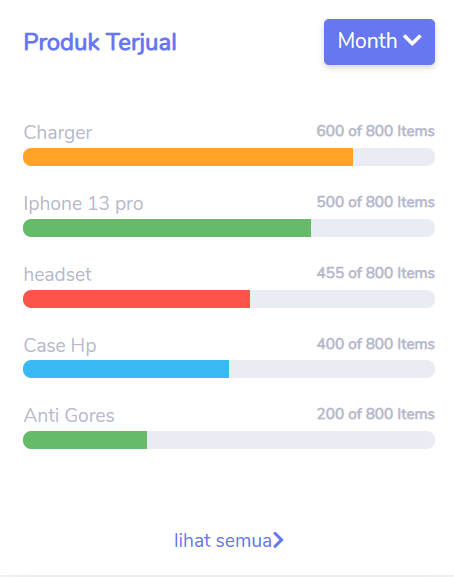 Produk Terjual
Month
Charger 600 of 800 Items
Iphone 13 pro 500 of 800 Items
headset 455 of 800 Items
Case Hp 400 of 800 Items
Anti Gores 200 of 800 Items
lihat semua